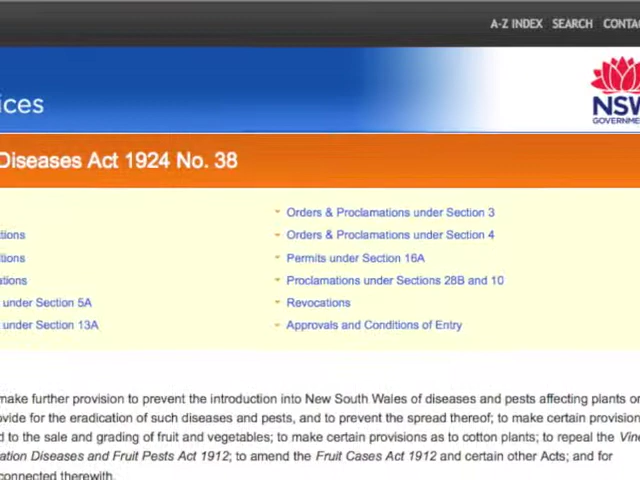 A-Z INDEX SEARCH
ices
NSW
GOVERNMENT
Diseases Act 1924 No. 38
Orders & Proclamations under Section 3
Orders & Proclamations under Section 4
Permits under Section 16A
under Section 5A
Proclamations under Sections 28B and 10
Revocations
under Section 13A
Approvals and Conditions of Entry
make further provision to prevent the introduction into New South Wales of diseases and pests affecting plants or
provide for the eradication of such diseases and pests, and to prevent the spread thereof; to make certain provision
d to the sale and grading of fruit and vegetables; to make certain provisions as to cotton plants; to repeal the Vine
ation Diseases and Fruit Pests Act 1912; to amend the Fruit Cases Act 1912 and certain other Acts; and for
connected therewith.